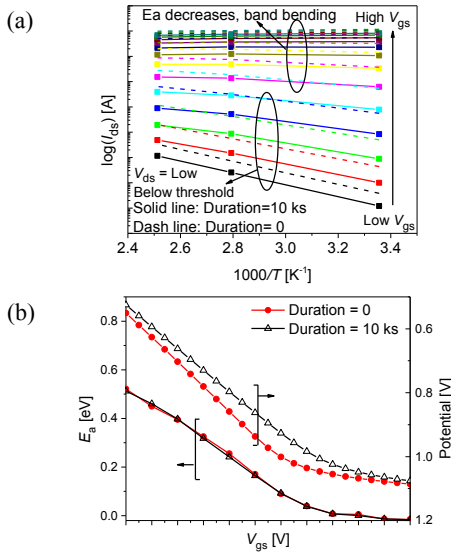 (a)
Ea decreases, band bending
High Vgs
log(Ids) [A]
Vds = Low
Below threshold
Solid line: Duration=10 ks
Dash line: Duration= 0
Low Vgs
2.4 2.6 2.8 3.0 3.2 3.4
1000/T [K-1]
(b)
Duration = 0
Duration = 10 ks
0.8
0.6
0.4
0.2
0.0
Ea [eV]
0.6
0.8
1.0
1.2
Potential [V]
Vgs [V]